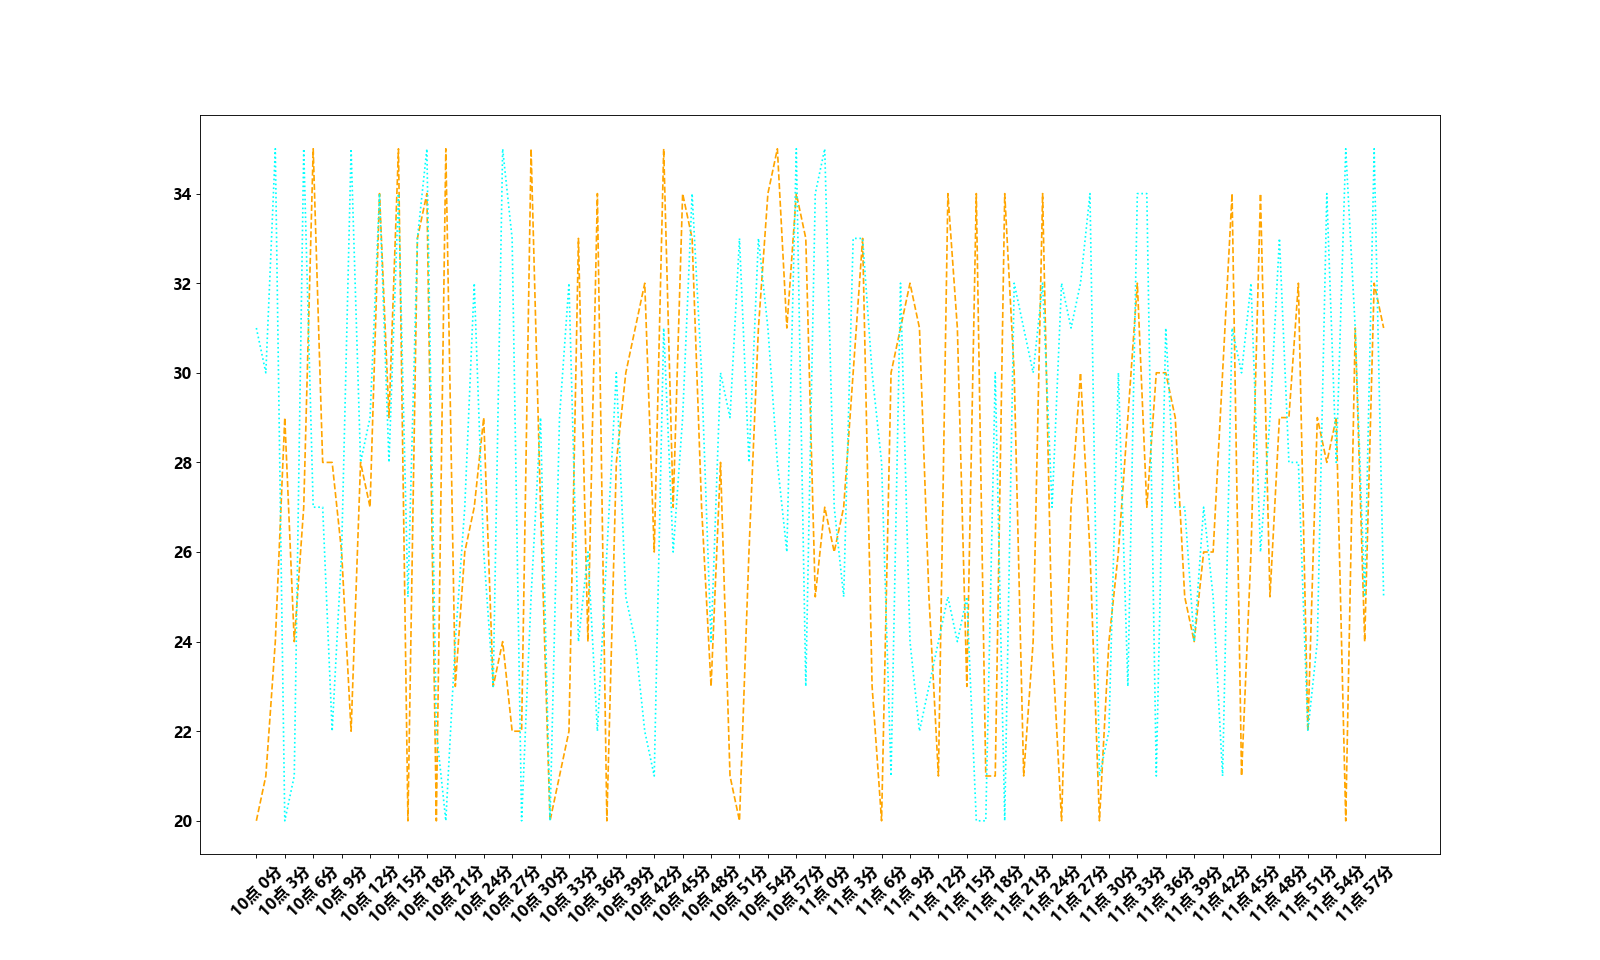 34
32
30
28
26
24
22
20
10点 0分
10点 3分
10点 6分
10点 9分
10点 12分
10点 15分
10点 18分
10点 21分
10点 24分
10点 27分
10点 30分
10点 33分
10点 36分
10点 39分
10点 42分
10点 45分
10点 48分
10点 51分
10点 54分
10点 57分
11点 0分
11点 3分
11点 6分
11点 9分
11点 12分
11点 15分
11点 18分
11点 21分
11点 24分
11点 27分
11点 30分
11点 33分
11点 36分
11点 39分
11点 42分
11点 45分
11点 48分
11点 51分
11点 54分
11点 57分